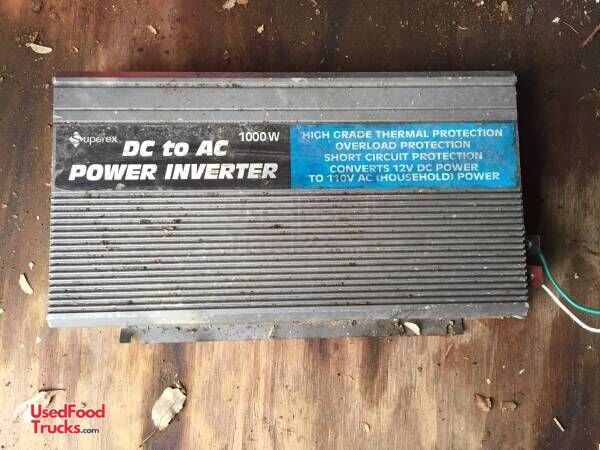 Superex
1000W
DC to AC
POWER INVERTER
HIGH GRADE THERMAL PROTECTION
OVERLOAD PROTECTION
SHORT CIRCUIT PROTECTION
CONVERTS 12V DC POWER
TO 110V AC (HOUSEHOLD) POWER
UsedFood
Trucks.com